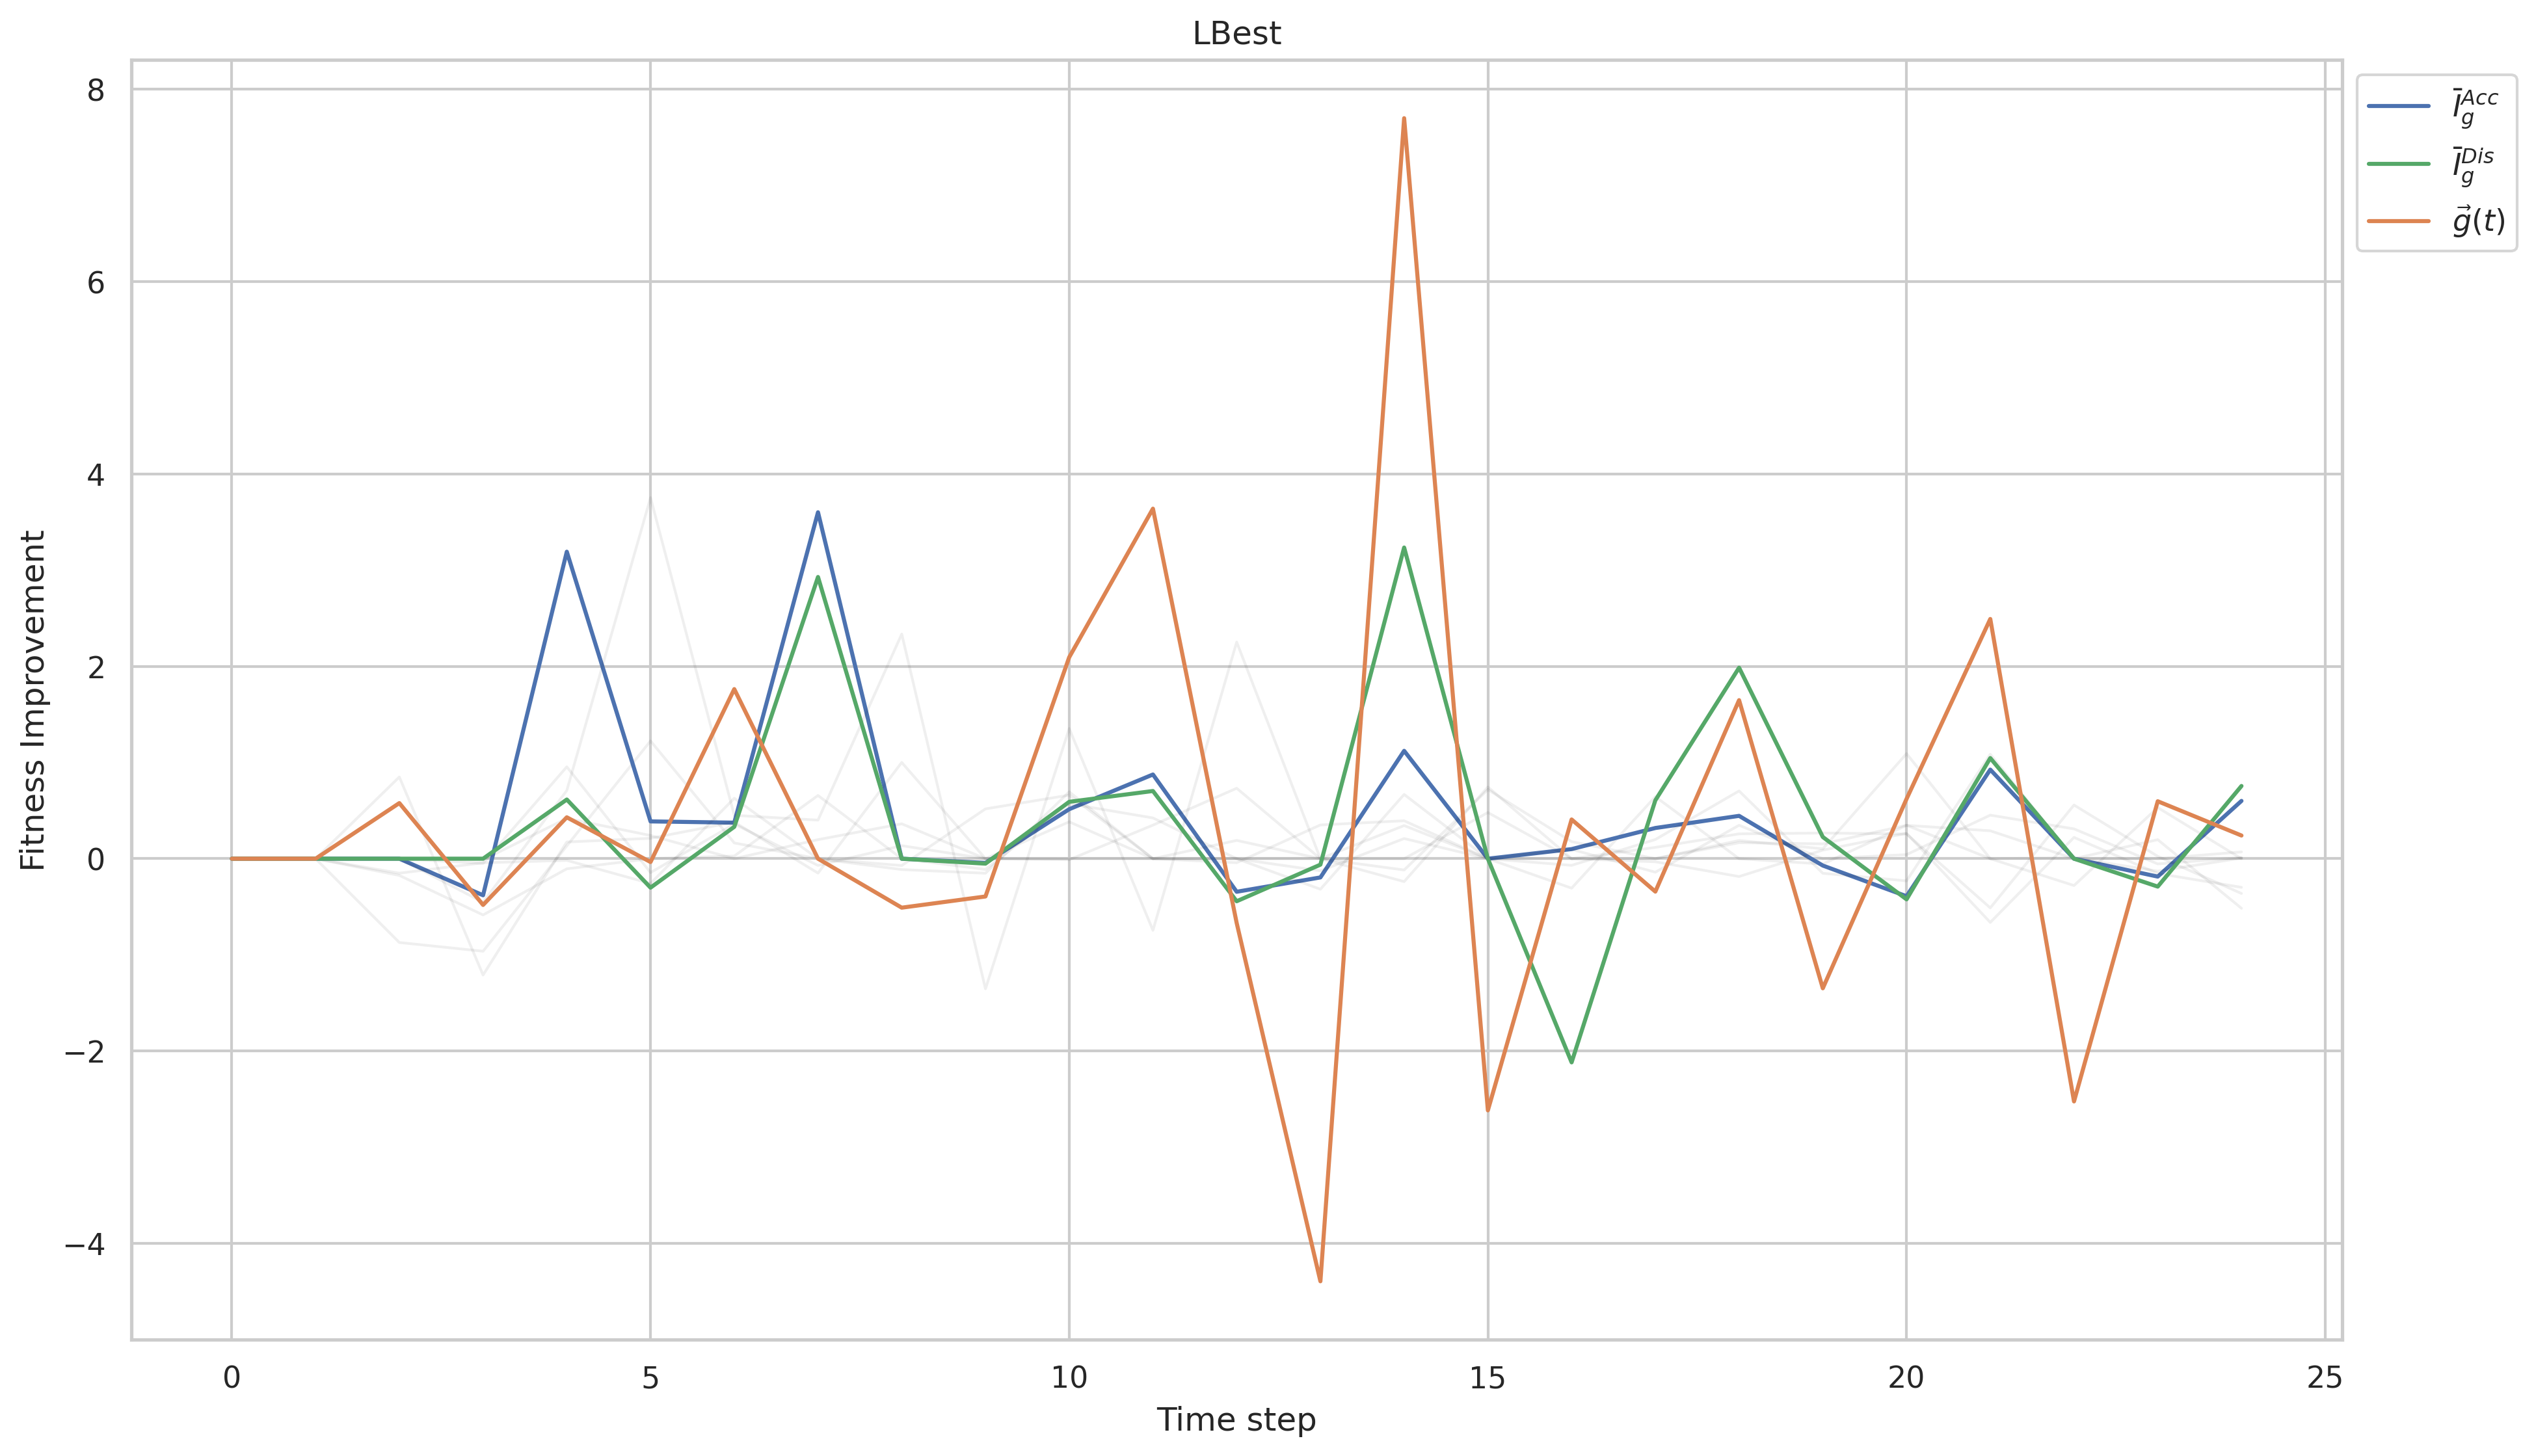 LBest
Fitness Improvement
8
6
4
2
0
−2
−4
0 5 10 15 20 25
Time step
$\bar{I}_g^{Acc}$
$\bar{I}_g^{Dis}$
$\vec{g}(t)$